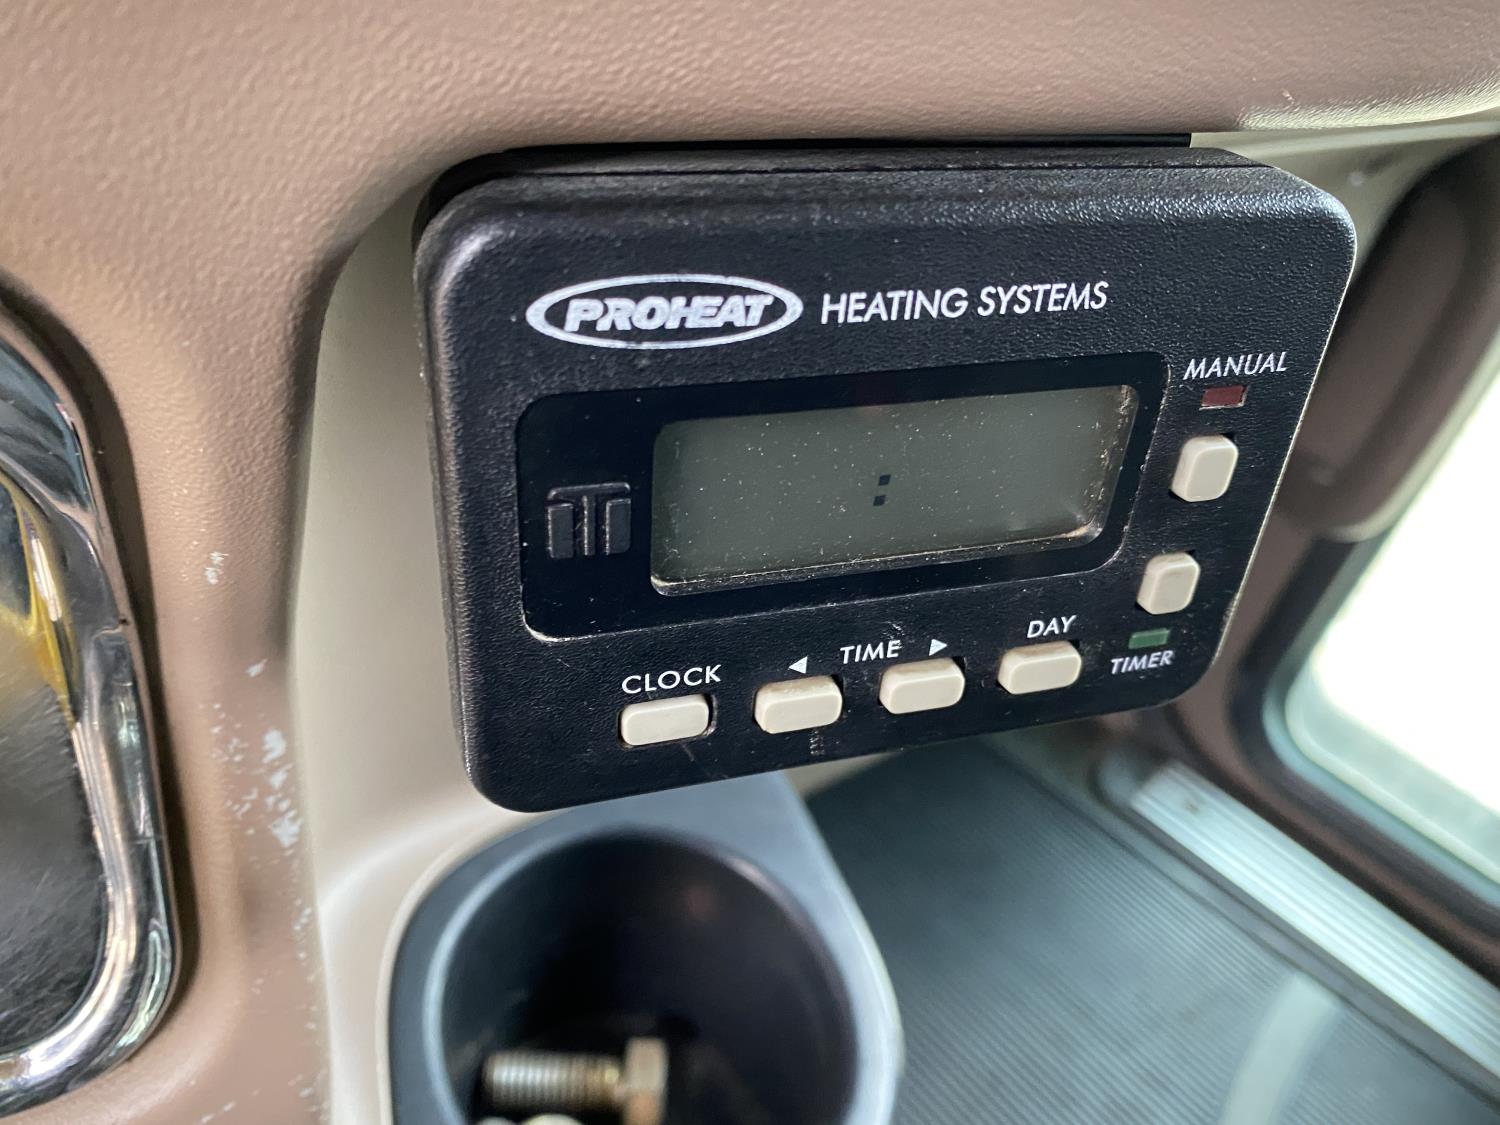 PROHEAT HEATING SYSTEMS
MANUAL
:
CLOCK
◀ TIME ▶
DAY
TIMER